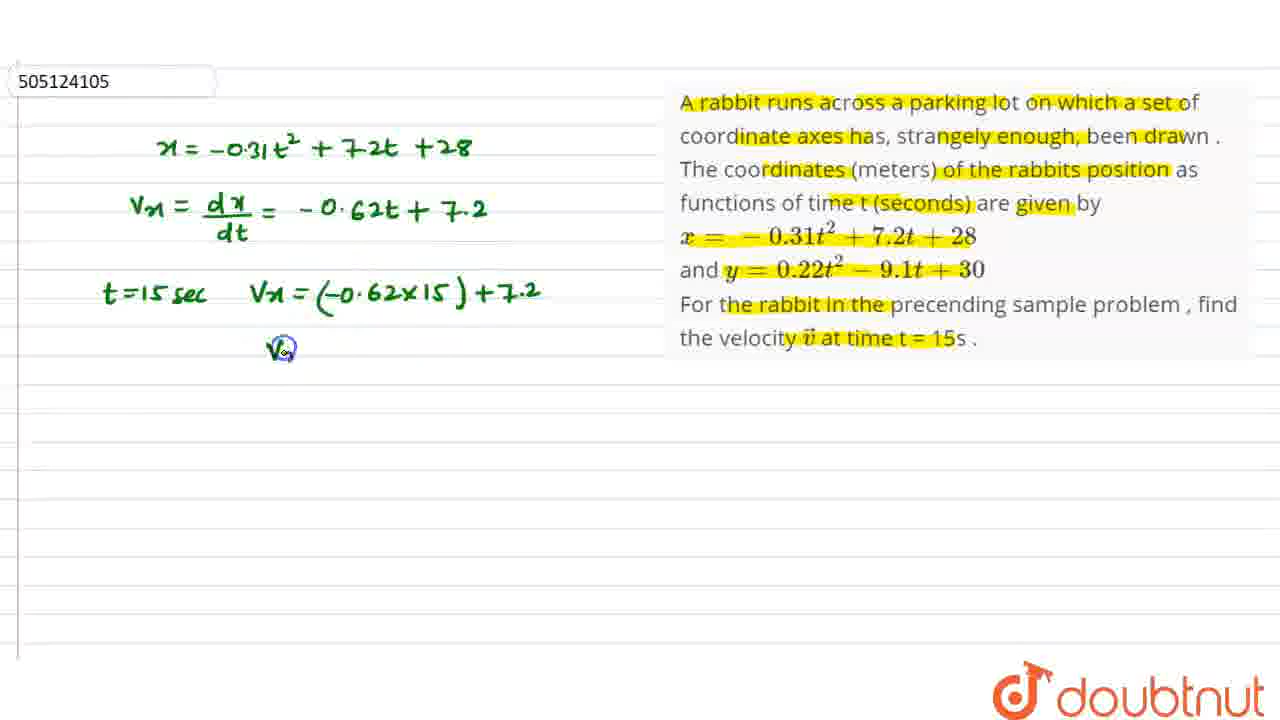 505124105
x = -0.31t² + 7.2t + 28
Vx = dx/dt = -0.62t + 7.2
t = 15 sec Vx = (-0.62 × 15) + 7.2
A rabbit runs across a parking lot on which a set of
coordinate axes has, strangely enough, been drawn .
The coordinates (meters) of the rabbits position as
functions of time t (seconds) are given by
x = - 0.31t² + 7.2t + 28
and y = 0.22t² - 9.1t + 30
For the rabbit in the precending sample problem , find
the velocity v⃗ at time t = 15s .
doubtnut